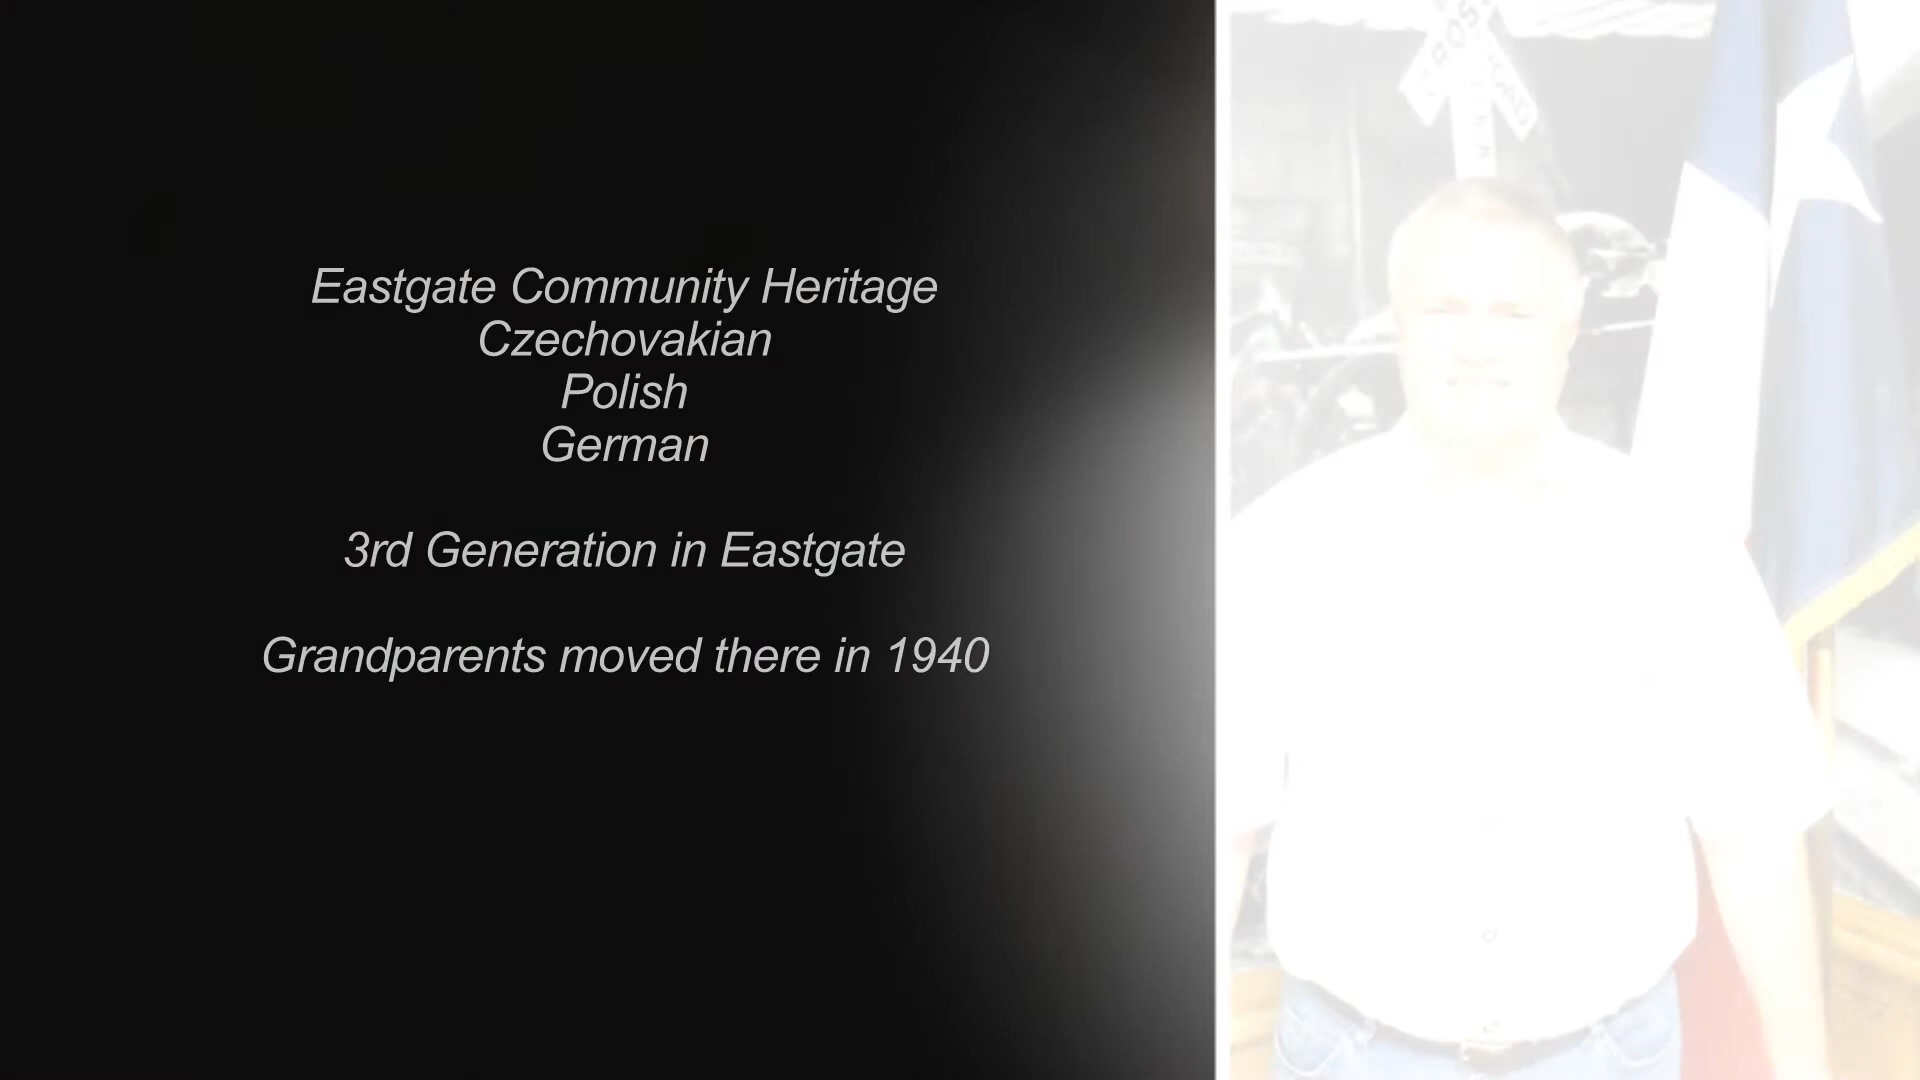 Eastgate Community Heritage
Czechovakian
Polish
German
3rd Generation in Eastgate
Grandparents moved there in 1940